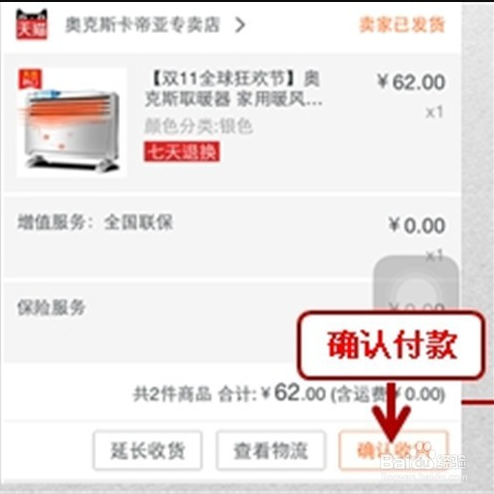 天猫 奥克斯卡帝亚专卖店 > 卖家已发货
【双11全球狂欢节】奥 ¥62.00
克斯取暖器 家用暖风... x1
颜色分类:银色
七天退换
增值服务：全国联保 ¥0.00
x1
保险服务 ¥0.00
确认付款
共2件商品 合计:¥62.00 (含运费¥0.00)
延长收货 查看物流 确认收货
Baidu经验